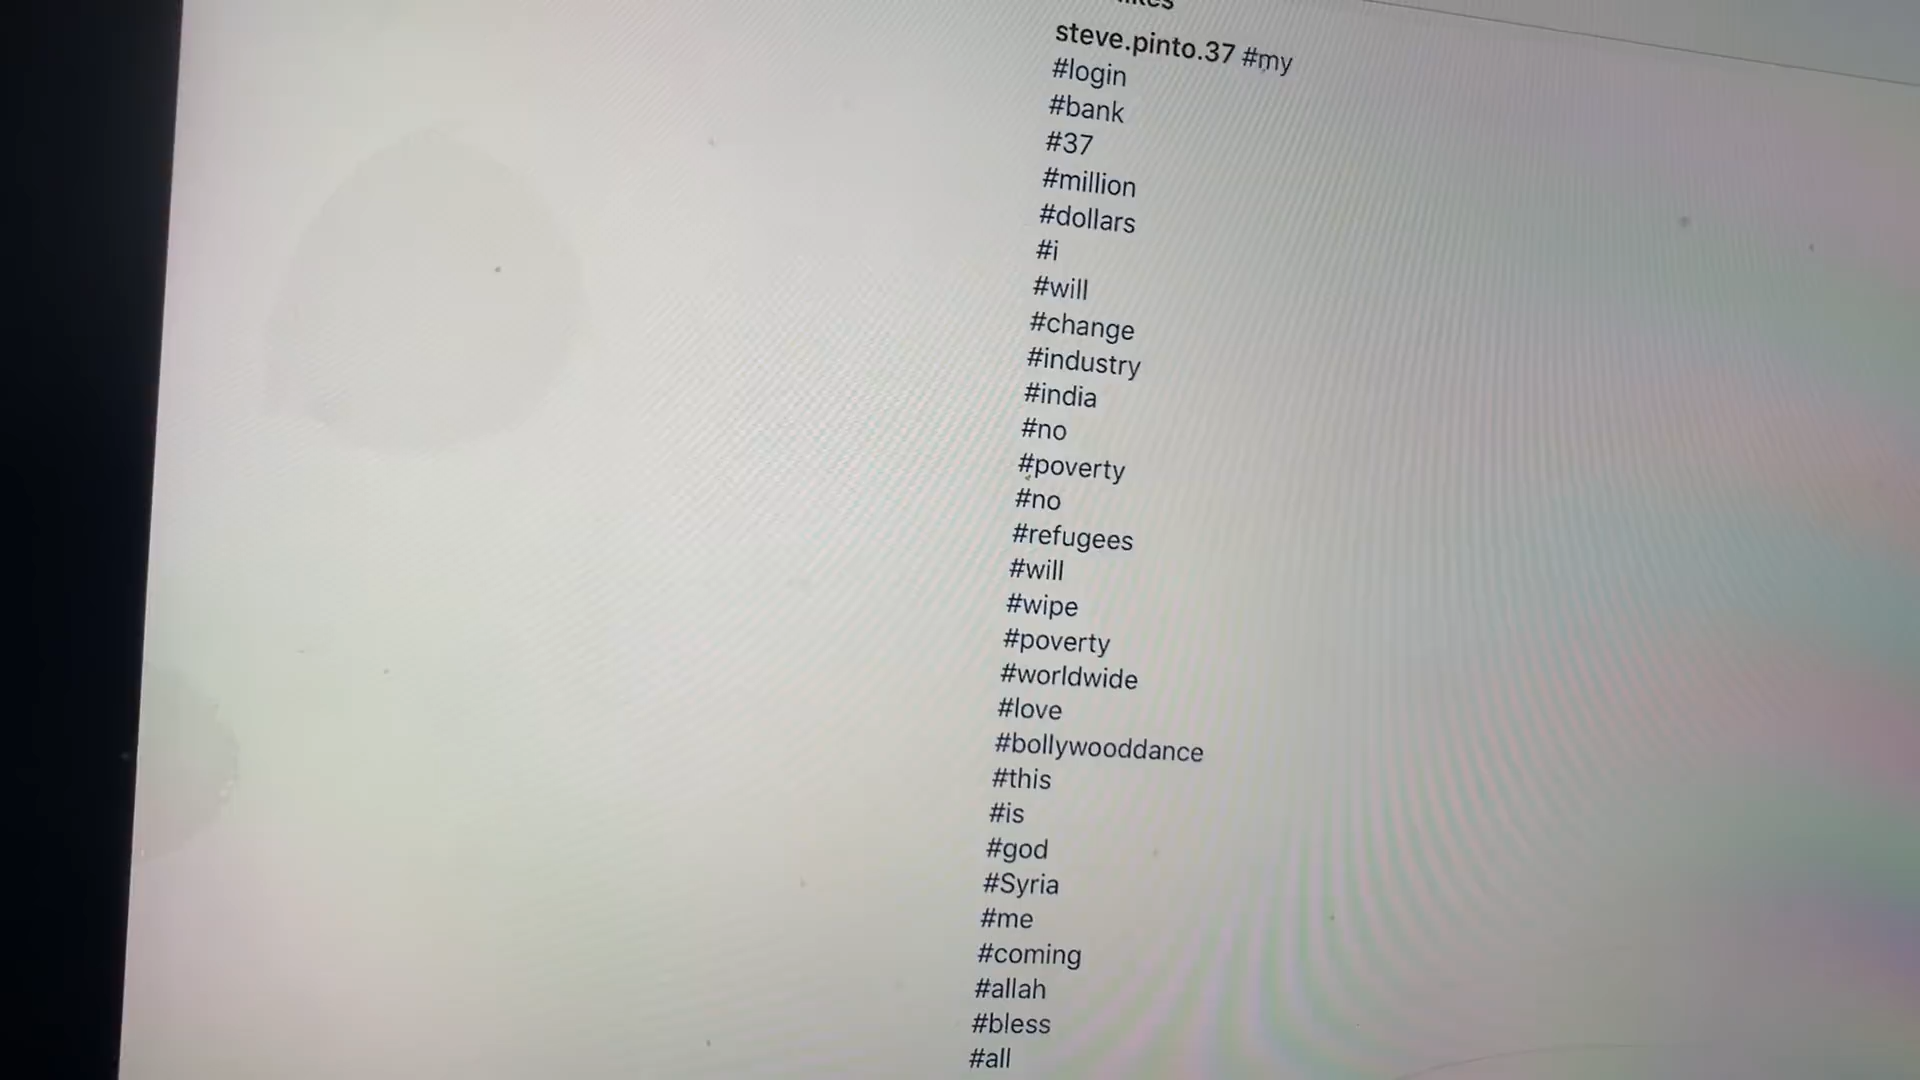 steve.pinto.37 #my
#login
#bank
#37
#million
#dollars
#i
#will
#change
#industry
#india
#no
#poverty
#no
#refugees
#will
#wipe
#poverty
#worldwide
#love
#bollywooddance
#this
#is
#god
#Syria
#me
#coming
#allah
#bless
#all